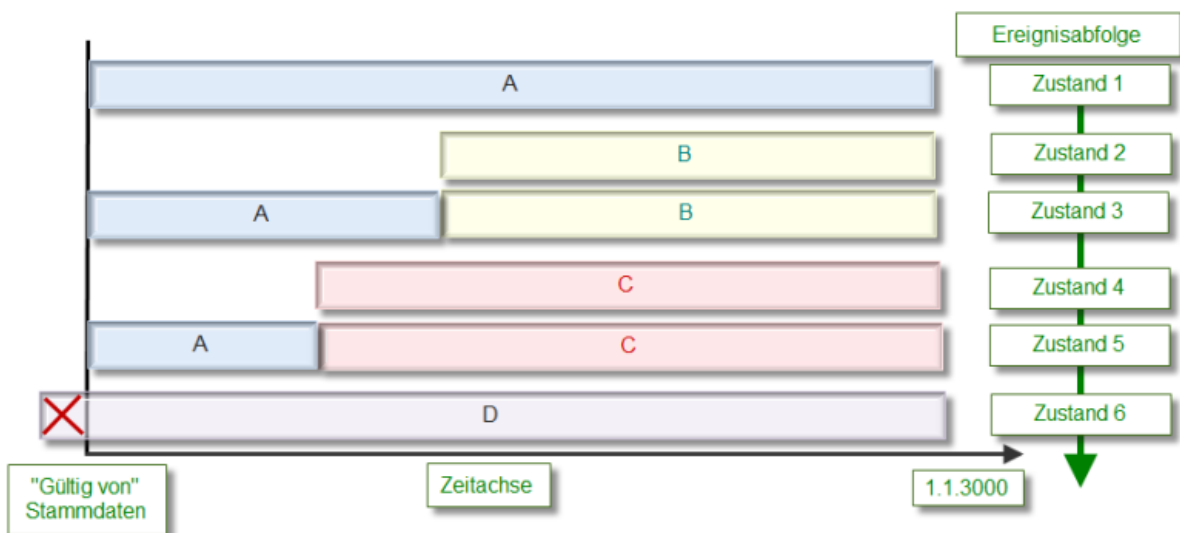 Ereignisabfolge
A
Zustand 1
B
Zustand 2
A
B
Zustand 3
C
Zustand 4
A
C
Zustand 5
D
Zustand 6
"Gültig von"
Stammdaten
Zeitachse
1.1.3000